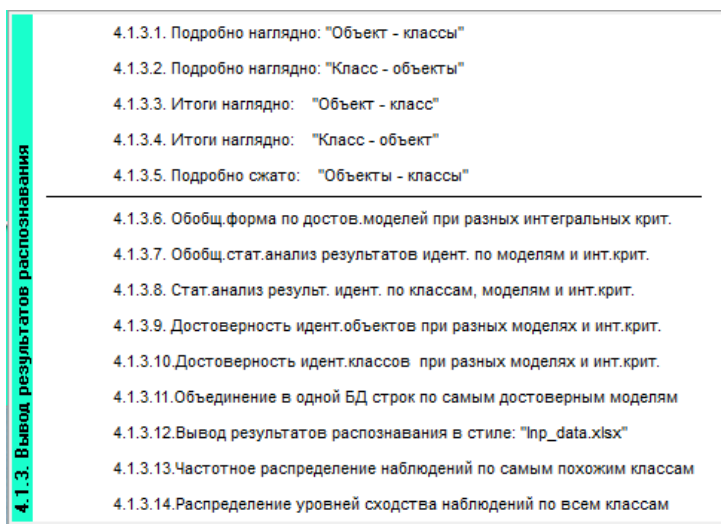 4.1.3. Вывод результатов распознавания
4.1.3.1. Подробно наглядно: "Объект - классы"
4.1.3.2. Подробно наглядно: "Класс - объекты"
4.1.3.3. Итоги наглядно: "Объект - класс"
4.1.3.4. Итоги наглядно: "Класс - объект"
4.1.3.5. Подробно сжато: "Объекты - классы"
4.1.3.6. Обобщ.форма по достов.моделей при разных интегральных крит.
4.1.3.7. Обобщ.стат.анализ результатов идент. по моделям и инт.крит.
4.1.3.8. Стат.анализ результ. идент. по классам, моделям и инт.крит.
4.1.3.9. Достоверность идент.объектов при разных моделях и инт.крит.
4.1.3.10.Достоверность идент.классов при разных моделях и инт.крит.
4.1.3.11.Объединение в одной БД строк по самым достоверным моделям
4.1.3.12.Вывод результатов распознавания в стиле: "Inp_data.xlsx"
4.1.3.13.Частотное распределение наблюдений по самым похожим классам
4.1.3.14.Распределение уровней сходства наблюдений по всем классам